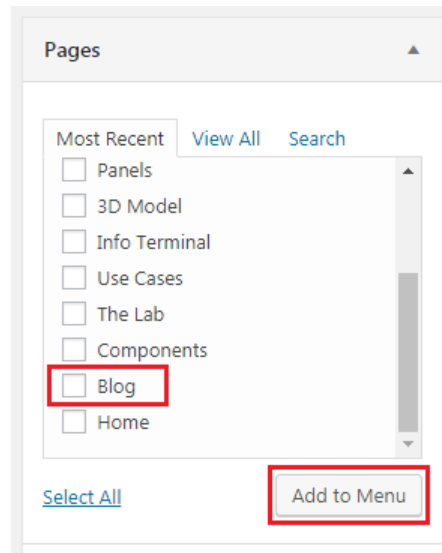 Pages
Most Recent View All Search
Panels
3D Model
Info Terminal
Use Cases
The Lab
Components
Blog
Home
Select All Add to Menu